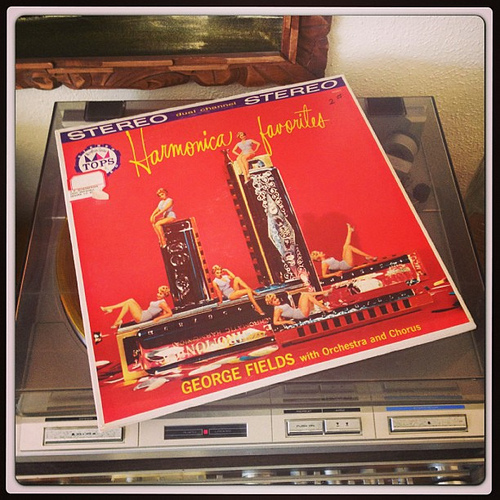 STEREO dual channel STEREO
Harmonica favorites
TOPS
GEORGE FIELDS with Orchestra and Chorus